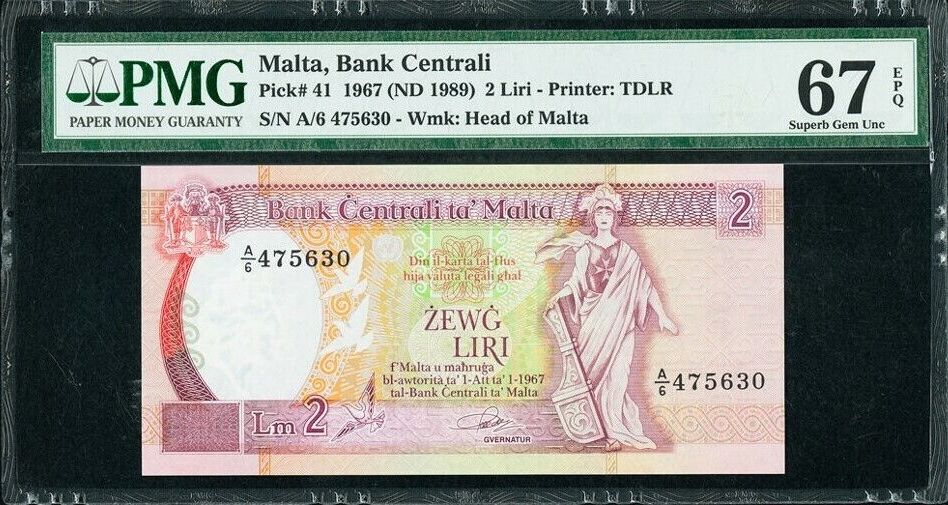 PMG
PAPER MONEY GUARANTY
Malta, Bank Centrali
Pick# 41 1967 (ND 1989) 2 Liri - Printer: TDLR
S/N A/6 475630 - Wmk: Head of Malta
67 EPQ
Superb Gem Unc
Bank Ċentrali ta' Malta
2
A/6 475630
Din il-karta tal-flus
hija valuta legali għal
ŻEWĠ
LIRI
f'Malta u maħruġa
bl-awtorità ta' l-Att ta' l-1967
tal-Bank Ċentrali ta' Malta
A/6 475630
Lm 2
GVERNATUR